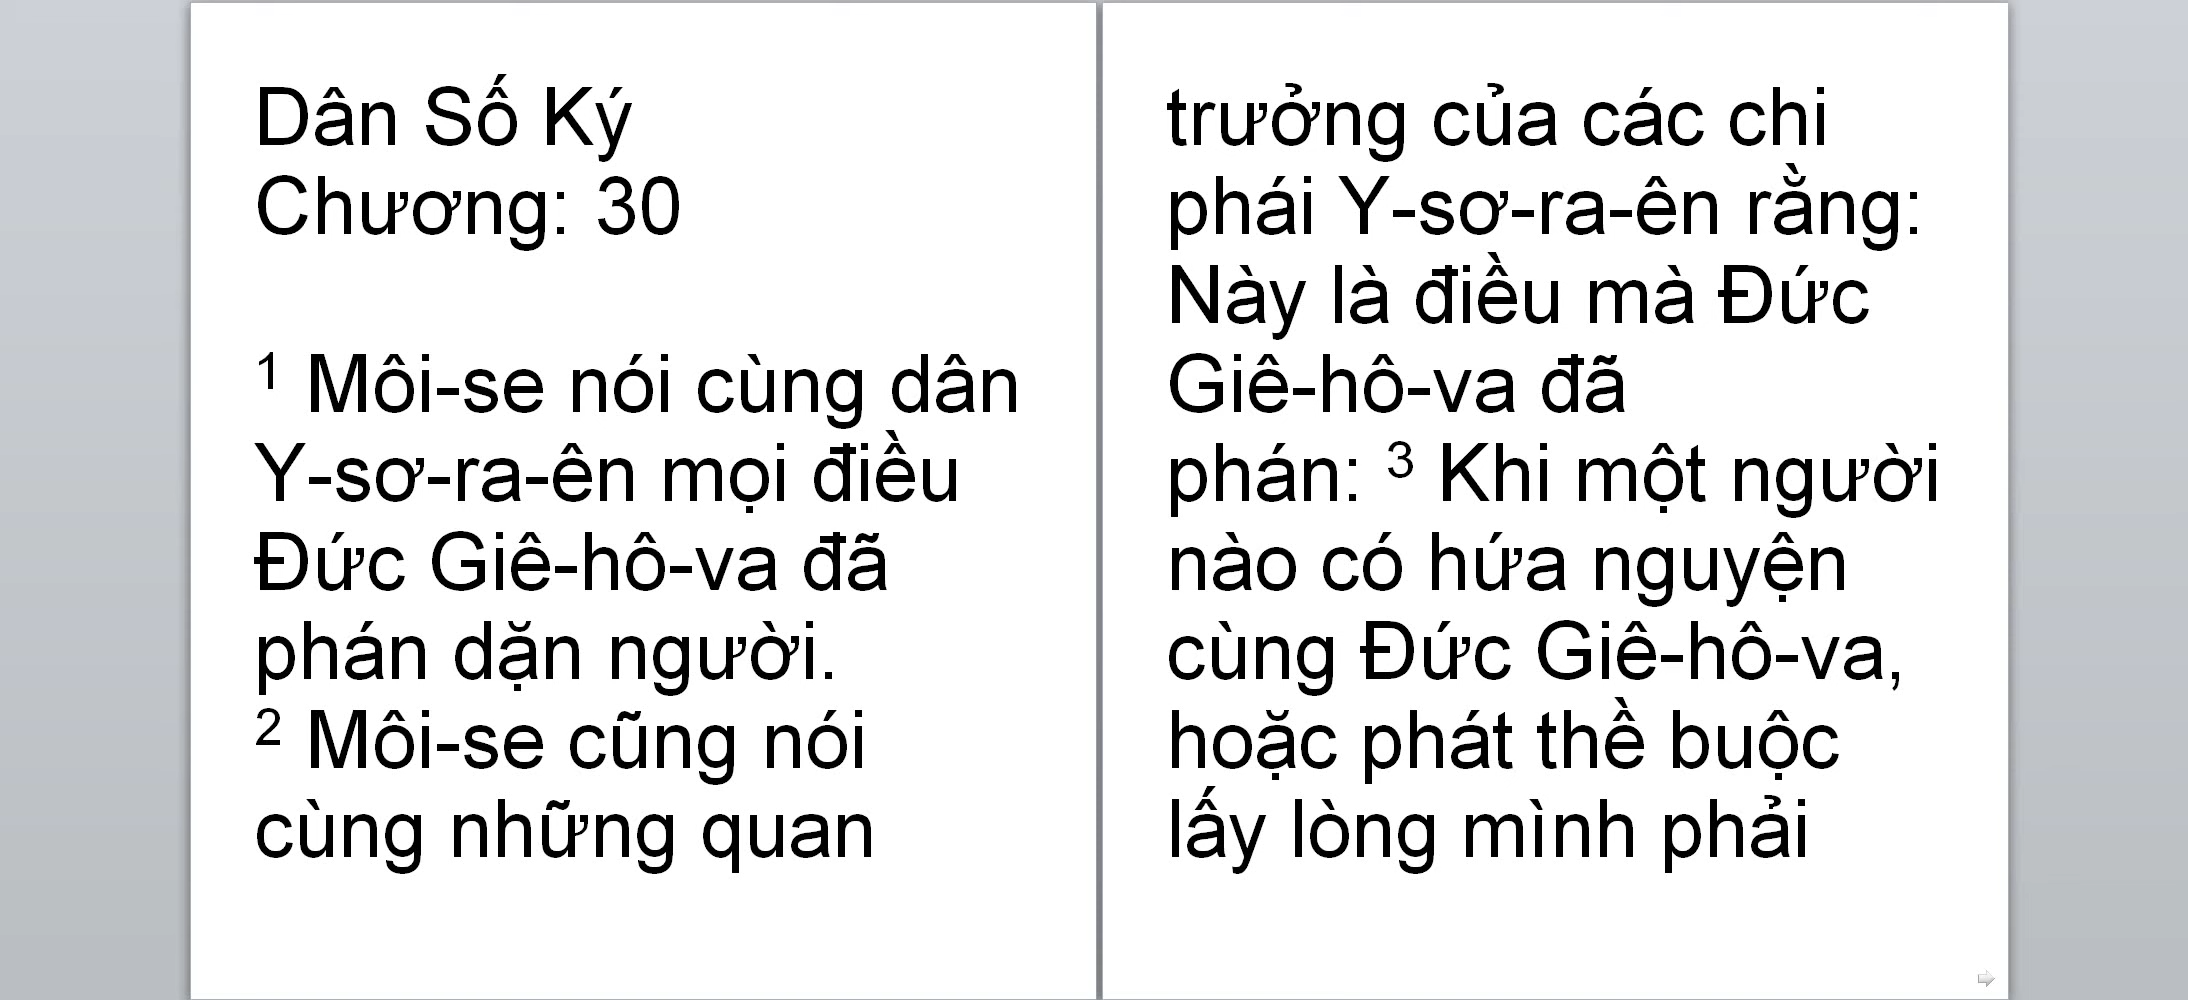 Dân Số Ký
Chương: 30
1 Môi-se nói cùng dân
Y-sơ-ra-ên mọi điều
Đức Giê-hô-va đã
phán dặn người.
2 Môi-se cũng nói
cùng những quan
trưởng của các chi
phái Y-sơ-ra-ên rằng:
Này là điều mà Đức
Giê-hô-va đã
phán: 3 Khi một người
nào có hứa nguyện
cùng Đức Giê-hô-va,
hoặc phát thề buộc
lấy lòng mình phải